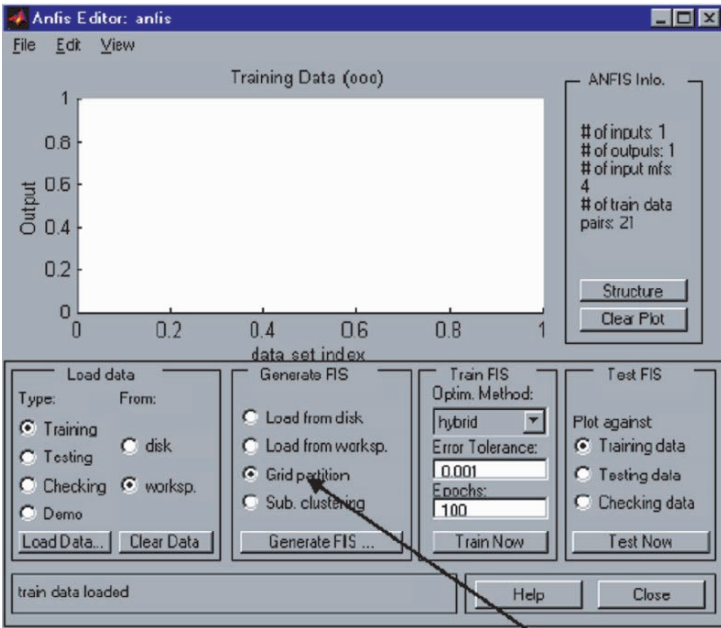 Anfis Editor: anfis
File Edit View
Training Data (ooo)
1
0.8
0.6
0.4
0.2
0
Output
0 0.2 0.4 0.6 0.8 1
data set index
ANFIS Info.
# of inputs: 1
# of outputs: 1
# of input mfs:
4
# of train data
pairs: 21
Structure
Clear Plot
Load data
Type: From:
Training
Testing
Checking
Demo
disk
worksp.
Load Data... Clear Data
Generate FIS
Load from disk
Load from worksp.
Grid partition
Sub. clustering
Generate FIS ...
Train FIS
Optim. Method:
hybrid
Error Tolerance:
0.001
Epochs:
100
Train Now
Test FIS
Plot against
Training data
Testing data
Checking data
Test Now
train data loaded
Help Close